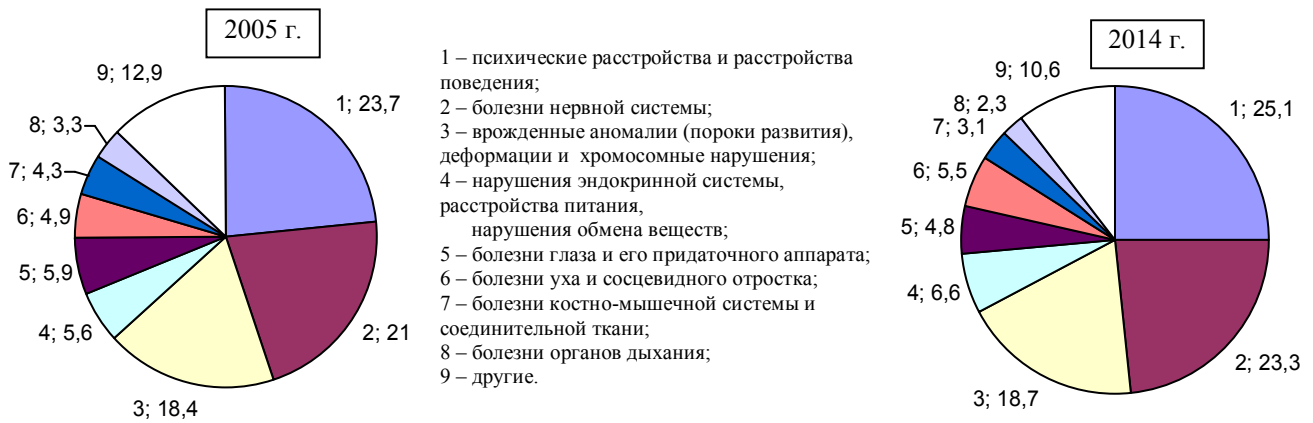 2005 г.
9; 12,9
1; 23,7
8; 3,3
7; 4,3
6; 4,9
5; 5,9
4; 5,6
3; 18,4
2; 21
1 – психические расстройства и расстройства
поведения;
2 – болезни нервной системы;
3 – врожденные аномалии (пороки развития),
деформации и хромосомные нарушения;
4 – нарушения эндокринной системы,
расстройства питания,
нарушения обмена веществ;
5 – болезни глаза и его придаточного аппарата;
6 – болезни уха и сосцевидного отростка;
7 – болезни костно-мышечной системы и
соединительной ткани;
8 – болезни органов дыхания;
9 – другие.
2014 г.
9; 10,6
1; 25,1
8; 2,3
7; 3,1
6; 5,5
5; 4,8
4; 6,6
3; 18,7
2; 23,3